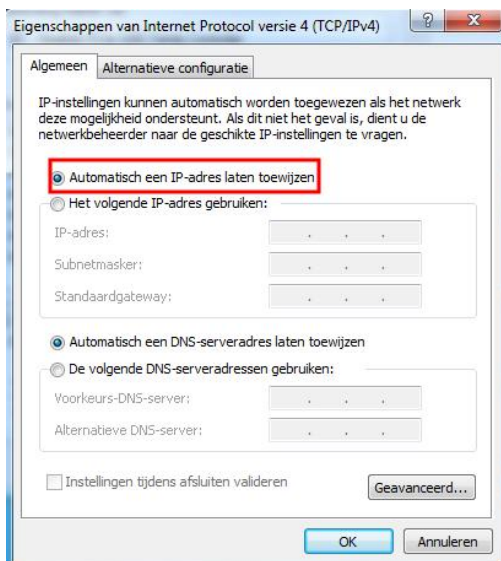 Eigenschappen van Internet Protocol versie 4 (TCP/IPv4)
Algemeen
Alternatieve configuratie
IP-instellingen kunnen automatisch worden toegewezen als het netwerk
deze mogelijkheid ondersteunt. Als dit niet het geval is, dient u de
netwerkbeheerder naar de geschikte IP-instellingen te vragen.
Automatisch een IP-adres laten toewijzen
Het volgende IP-adres gebruiken:
IP-adres:
Subnetmasker:
Standaardgateway:
Automatisch een DNS-serveradres laten toewijzen
De volgende DNS-serveradressen gebruiken:
Voorkeurs-DNS-server:
Alternatieve DNS-server:
Instellingen tijdens afsluiten valideren
Geavanceerd...
OK
Annuleren